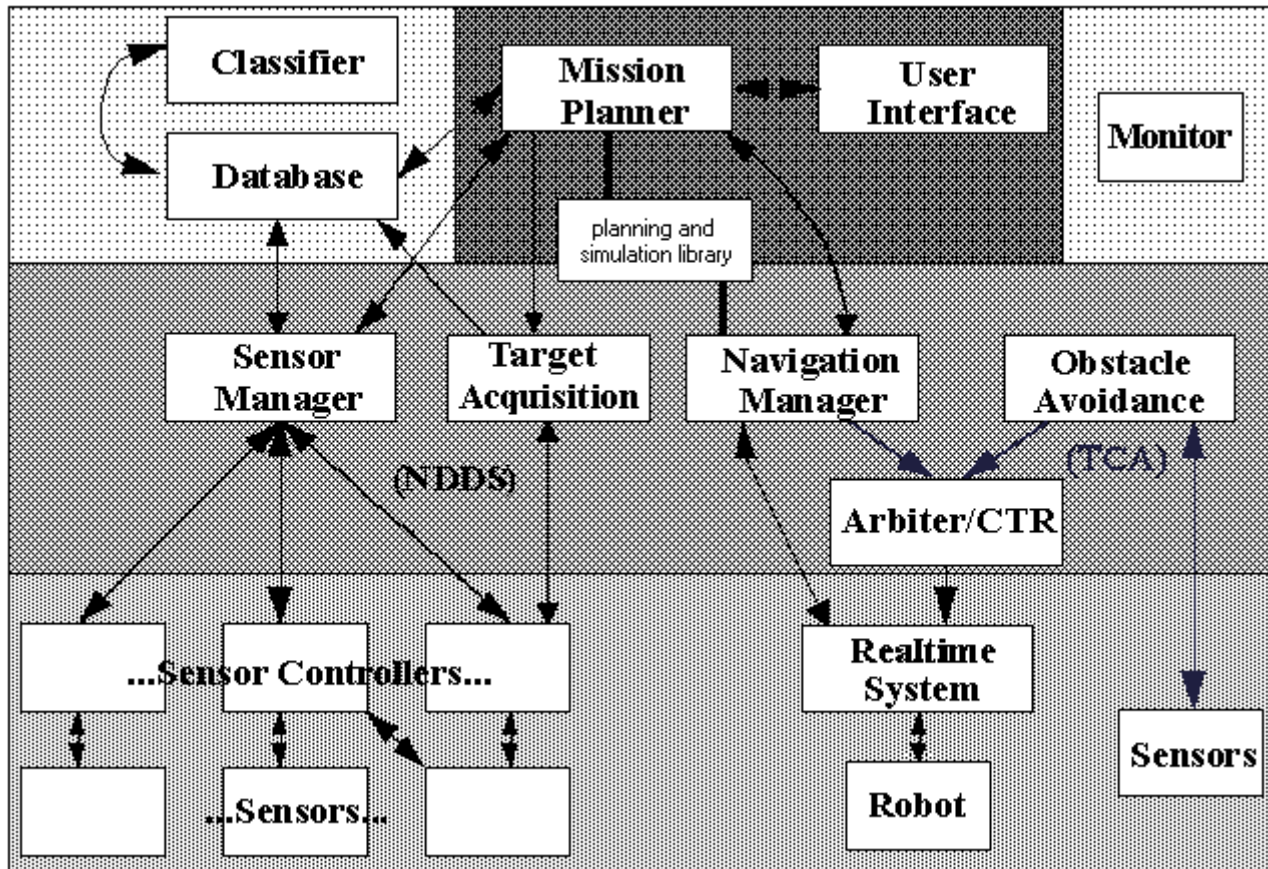 Classifier
Mission
Planner
User
Interface
Monitor
Database
planning and
simulation library
Sensor
Manager
Target
Acquisition
Navigation
Manager
Obstacle
Avoidance
(NDDS)
(TCA)
Arbiter/CTR
...Sensor Controllers...
Realtime
System
Sensors
...Sensors...
Robot